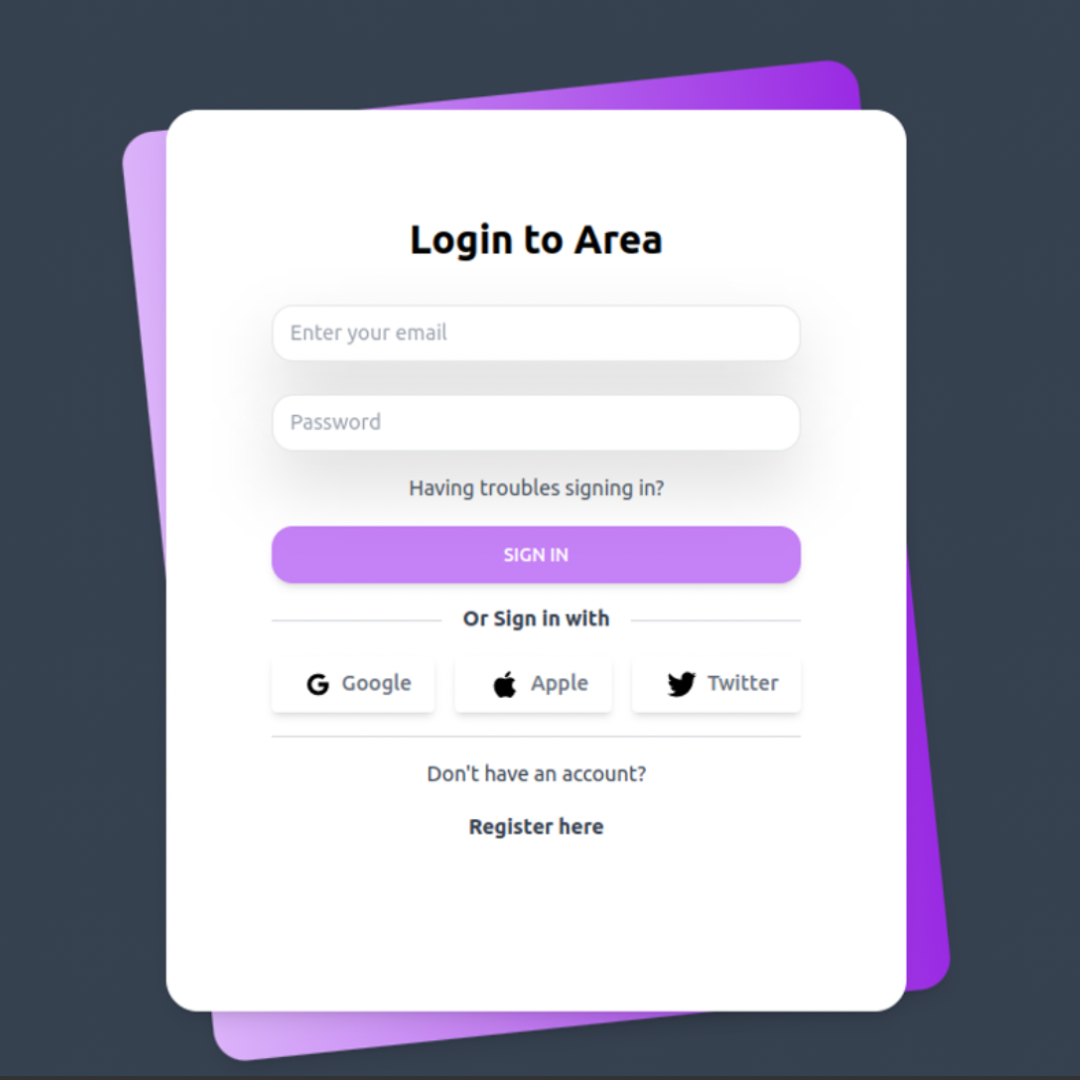 Login to Area
Enter your email
Password
Having troubles signing in?
SIGN IN
Or Sign in with
Google Apple Twitter
Don't have an account?
Register here